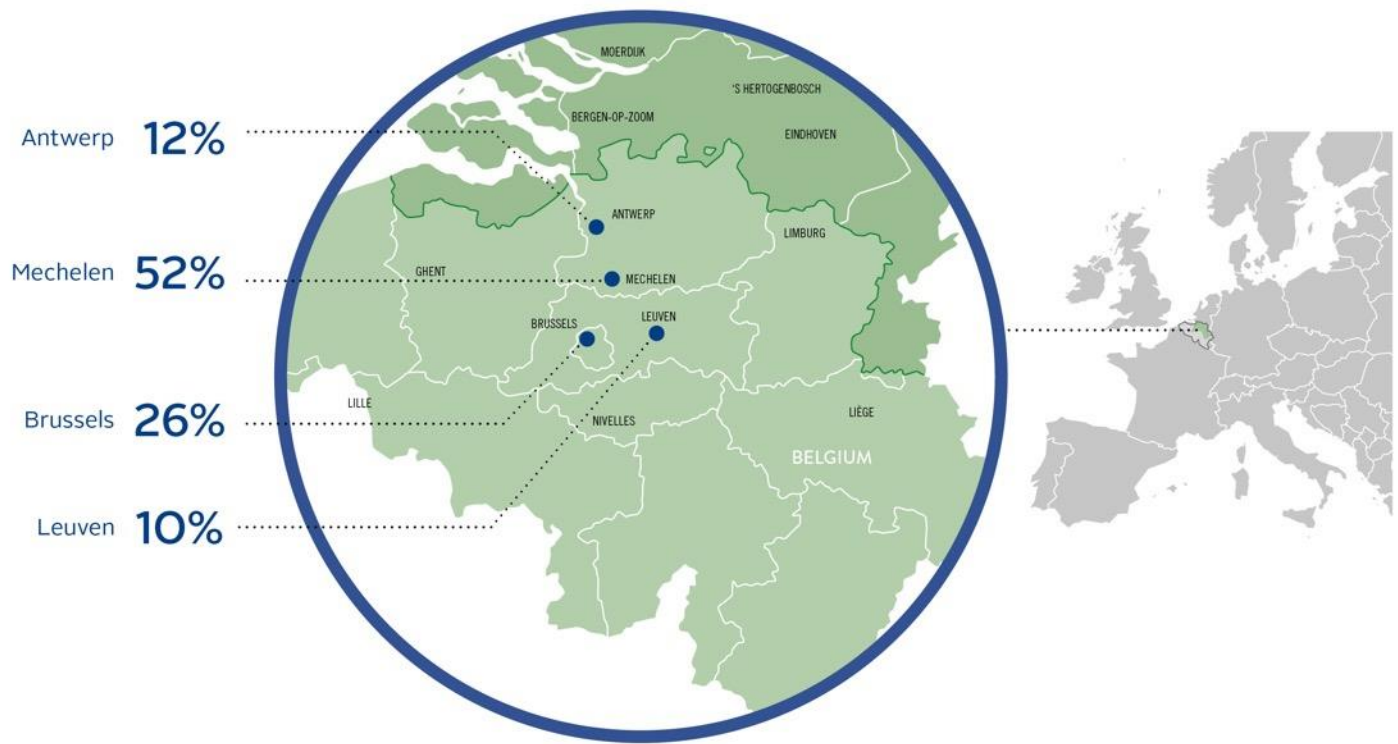 Antwerp 12%
Mechelen 52%
Brussels 26%
Leuven 10%
MOERDIJK
'S HERTOGENBOSCH
BERGEN-OP-ZOOM
EINDHOVEN
ANTWERP
LIMBURG
GHENT
MECHELEN
BRUSSELS
LEUVEN
LILLE
NIVELLES
LIÈGE
BELGIUM